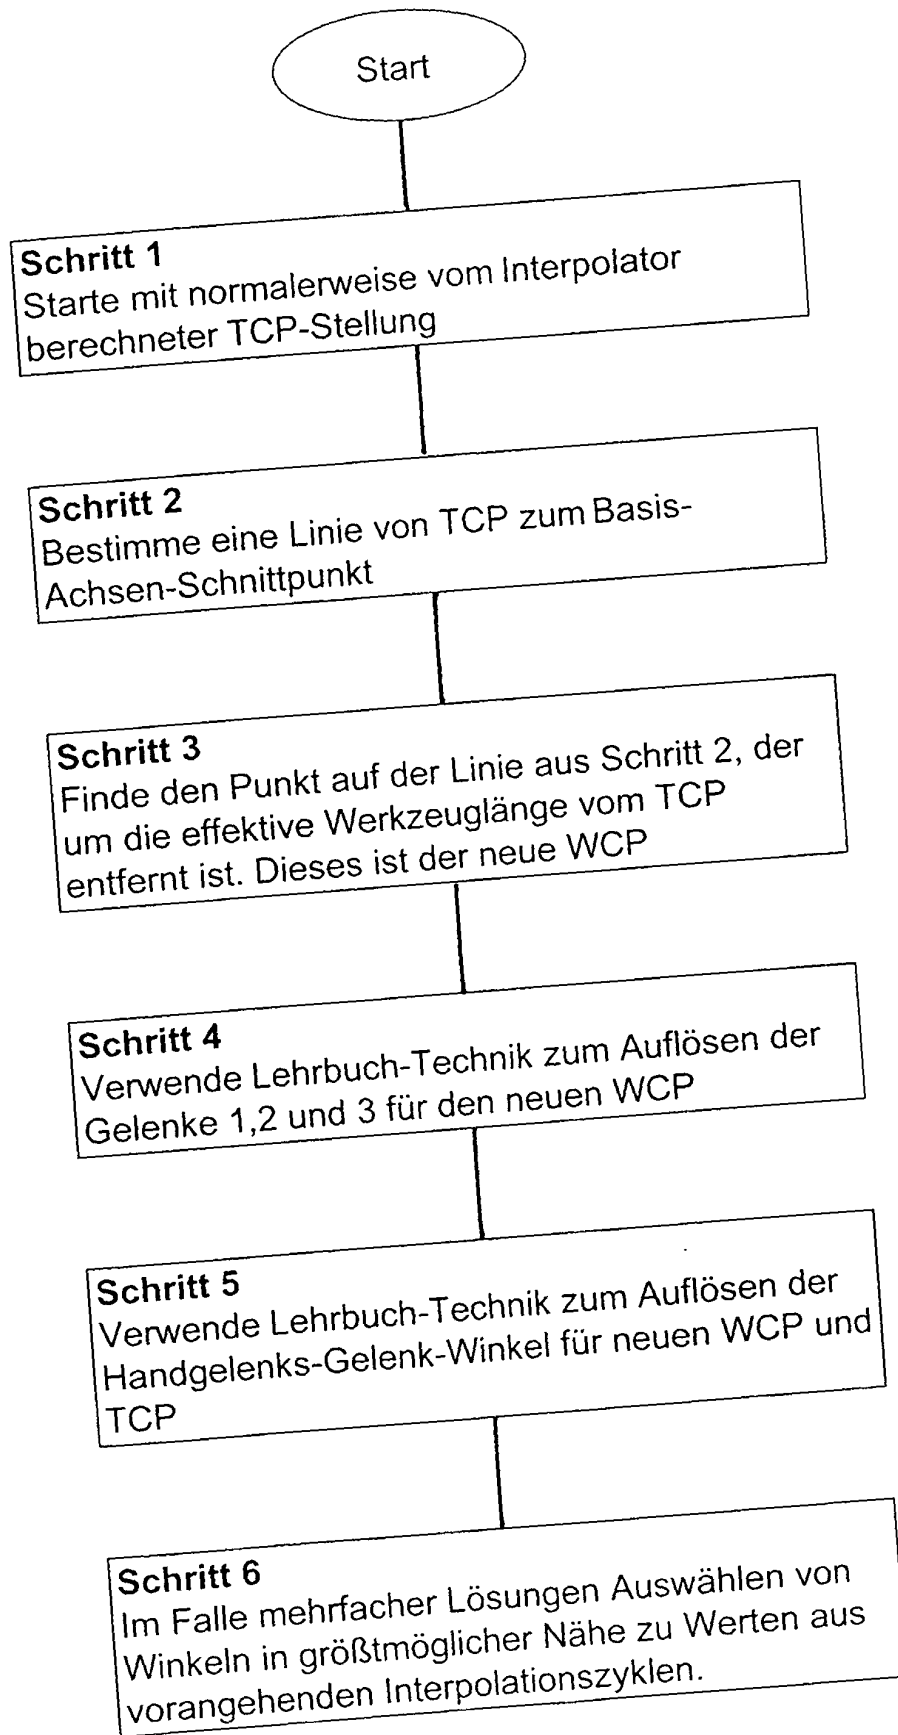 Start
Schritt 1
Starte mit normalerweise vom Interpolator
berechneter TCP-Stellung
Schritt 2
Bestimme eine Linie von TCP zum Basis-
Achsen-Schnittpunkt
Schritt 3
Finde den Punkt auf der Linie aus Schritt 2, der
um die effektive Werkzeuglänge vom TCP
entfernt ist. Dieses ist der neue WCP
Schritt 4
Verwende Lehrbuch-Technik zum Auflösen der
Gelenke 1,2 und 3 für den neuen WCP
Schritt 5
Verwende Lehrbuch-Technik zum Auflösen der
Handgelenks-Gelenk-Winkel für neuen WCP und
TCP
Schritt 6
Im Falle mehrfacher Lösungen Auswählen von
Winkeln in größtmöglicher Nähe zu Werten aus
vorangehenden Interpolationszyklen.